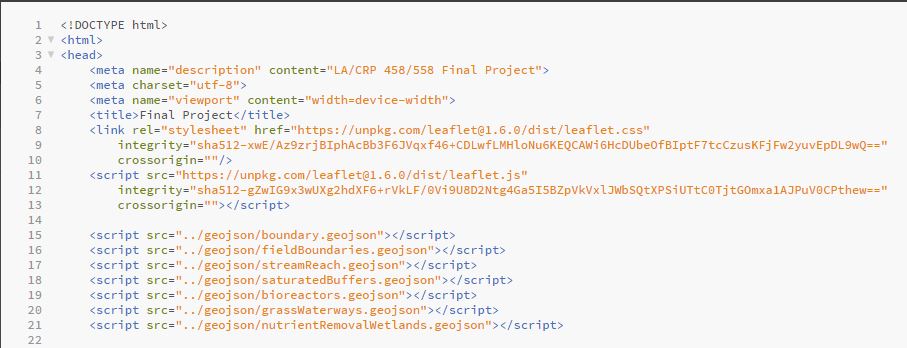 1 <!DOCTYPE html>
2 <html>
3 <head>
4 <meta name="description" content="LA/CRP 458/558 Final Project">
5 <meta charset="utf-8">
6 <meta name="viewport" content="width=device-width">
7 <title>Final Project</title>
8 <link rel="stylesheet" href="https://unpkg.com/leaflet@1.6.0/dist/leaflet.css"
9 integrity="sha512-xwE/Az9zrjBIphAcBb3F6JVqxf46+CDLwfLMHloNu6KEQCAWi6HcDUbeOfBIptF7tcCzusKFjFw2yuvEpDL9wQ=="
10 crossorigin=""/>
11 <script src="https://unpkg.com/leaflet@1.6.0/dist/leaflet.js"
12 integrity="sha512-gZwIG9x3wUXg2hdXF6+rVkLF/0Vi9U8D2Ntg4Ga5I5BZpVkVxlJWbSQtXPSiUTtC0TjtGOmxa1AJPuV0CPthew=="
13 crossorigin=""></script>
14
15 <script src="../geojson/boundary.geojson"></script>
16 <script src="../geojson/fieldBoundaries.geojson"></script>
17 <script src="../geojson/streamReach.geojson"></script>
18 <script src="../geojson/saturatedBuffers.geojson"></script>
19 <script src="../geojson/bioreactors.geojson"></script>
20 <script src="../geojson/grassWaterways.geojson"></script>
21 <script src="../geojson/nutrientRemovalWetlands.geojson"></script>
22